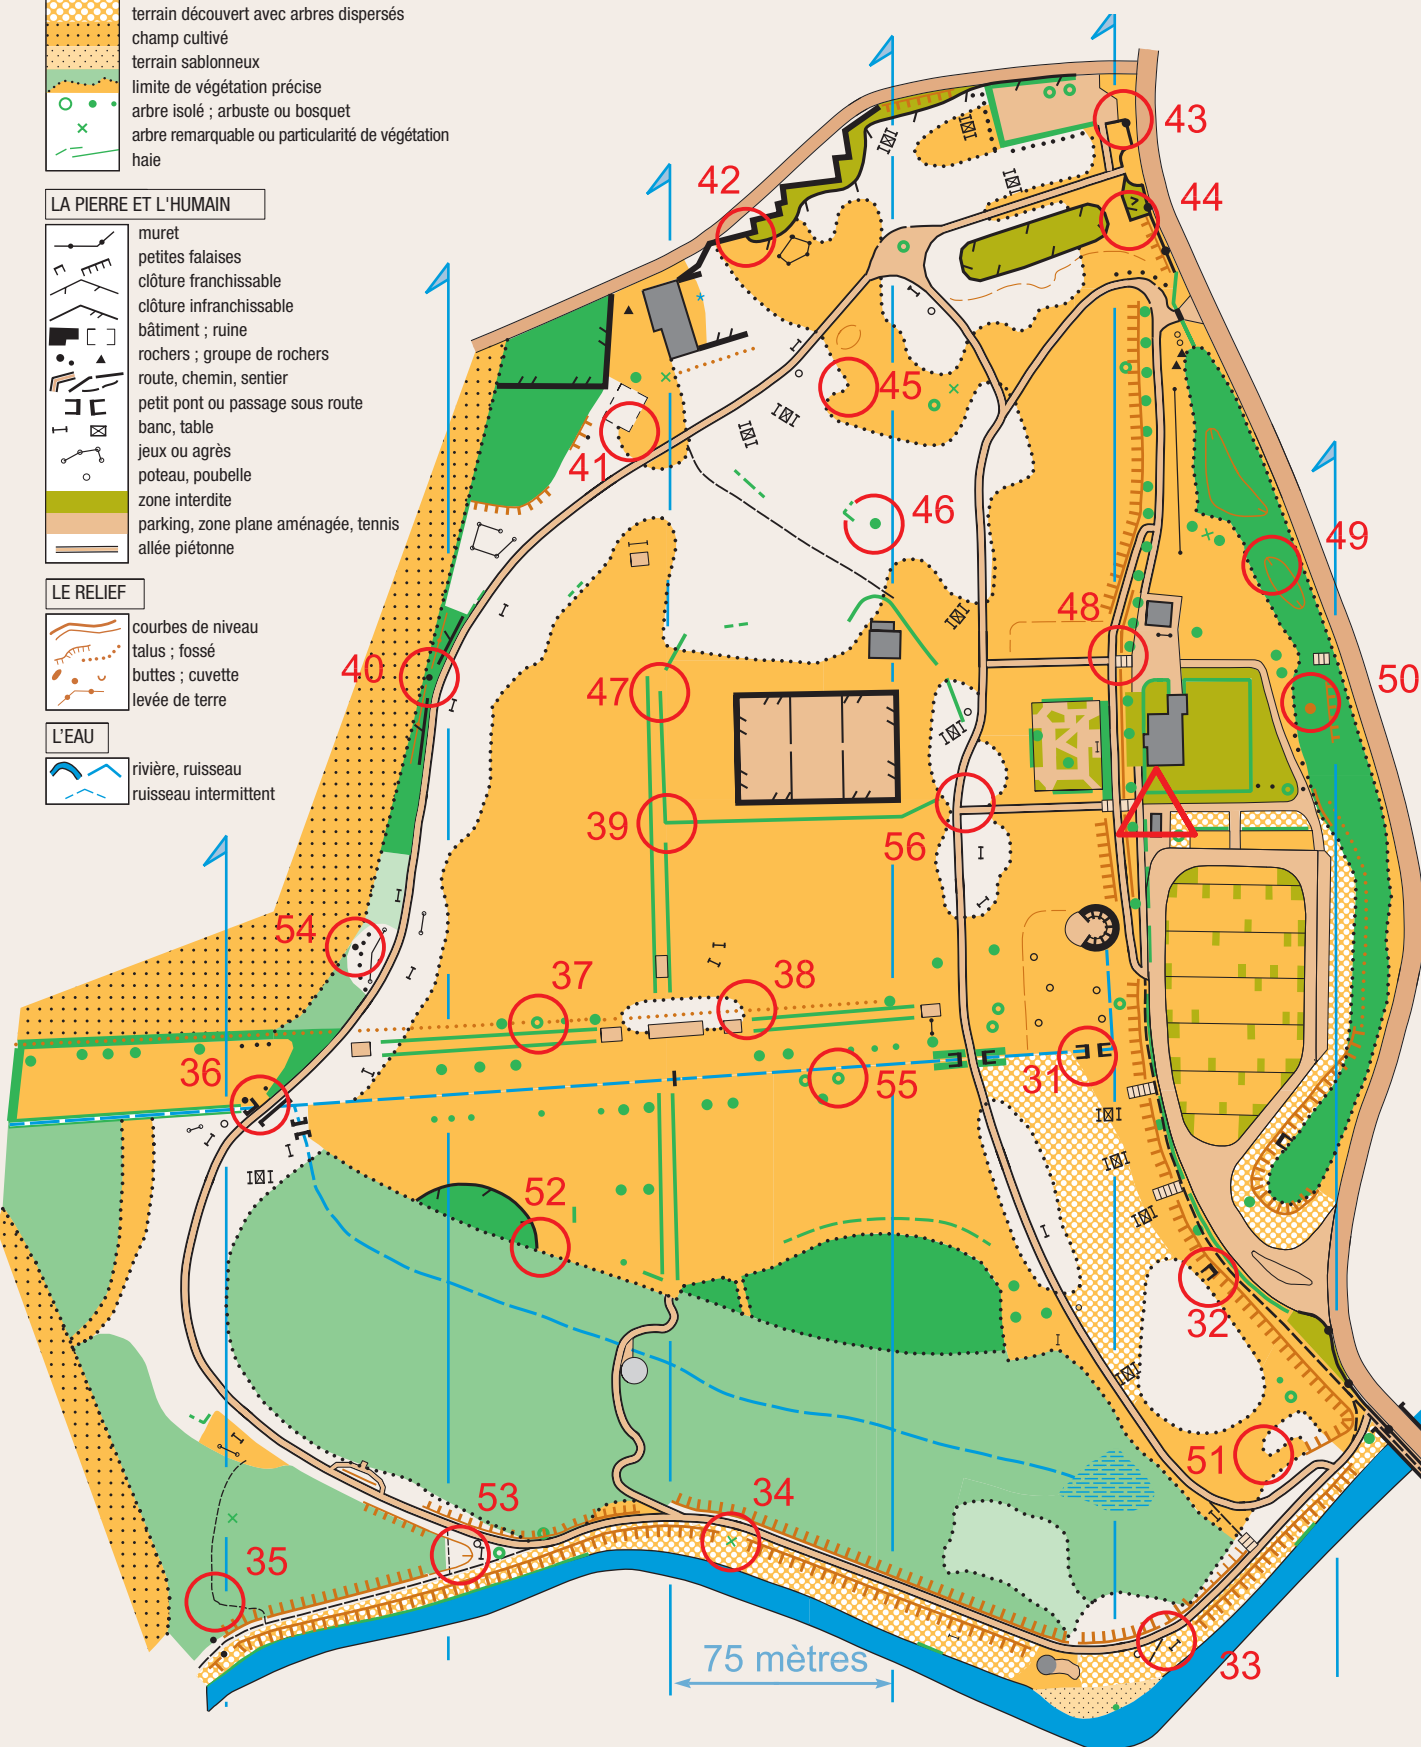 terrain découvert avec arbres dispersés
champ cultivé
terrain sablonneux
limite de végétation précise
arbre isolé ; arbuste ou bosquet
arbre remarquable ou particularité de végétation
haie
LA PIERRE ET L'HUMAIN
muret
petites falaises
clôture franchissable
clôture infranchissable
bâtiment ; ruine
rochers ; groupe de rochers
route, chemin, sentier
petit pont ou passage sous route
banc, table
jeux ou agrès
poteau, poubelle
zone interdite
parking, zone plane aménagée, tennis
allée piétonne
LE RELIEF
courbes de niveau
talus ; fossé
buttes ; cuvette
levée de terre
L'EAU
rivière, ruisseau
ruisseau intermittent
43
42
44
45
41
46
49
48
40
50
47
39
56
54
37
38
36
31
55
52
32
51
53
34
35
33
75 mètres